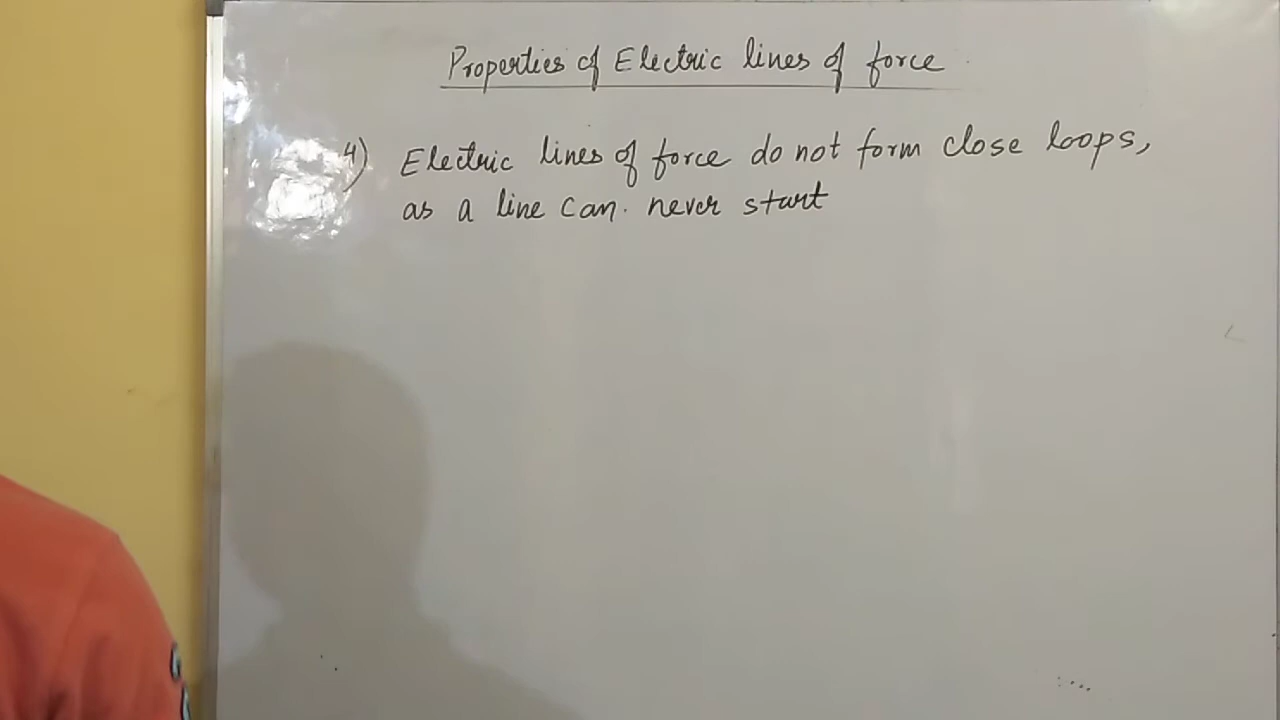 Properties of Electric lines of force
4) Electric lines of force do not form close loops,
as a line can never start